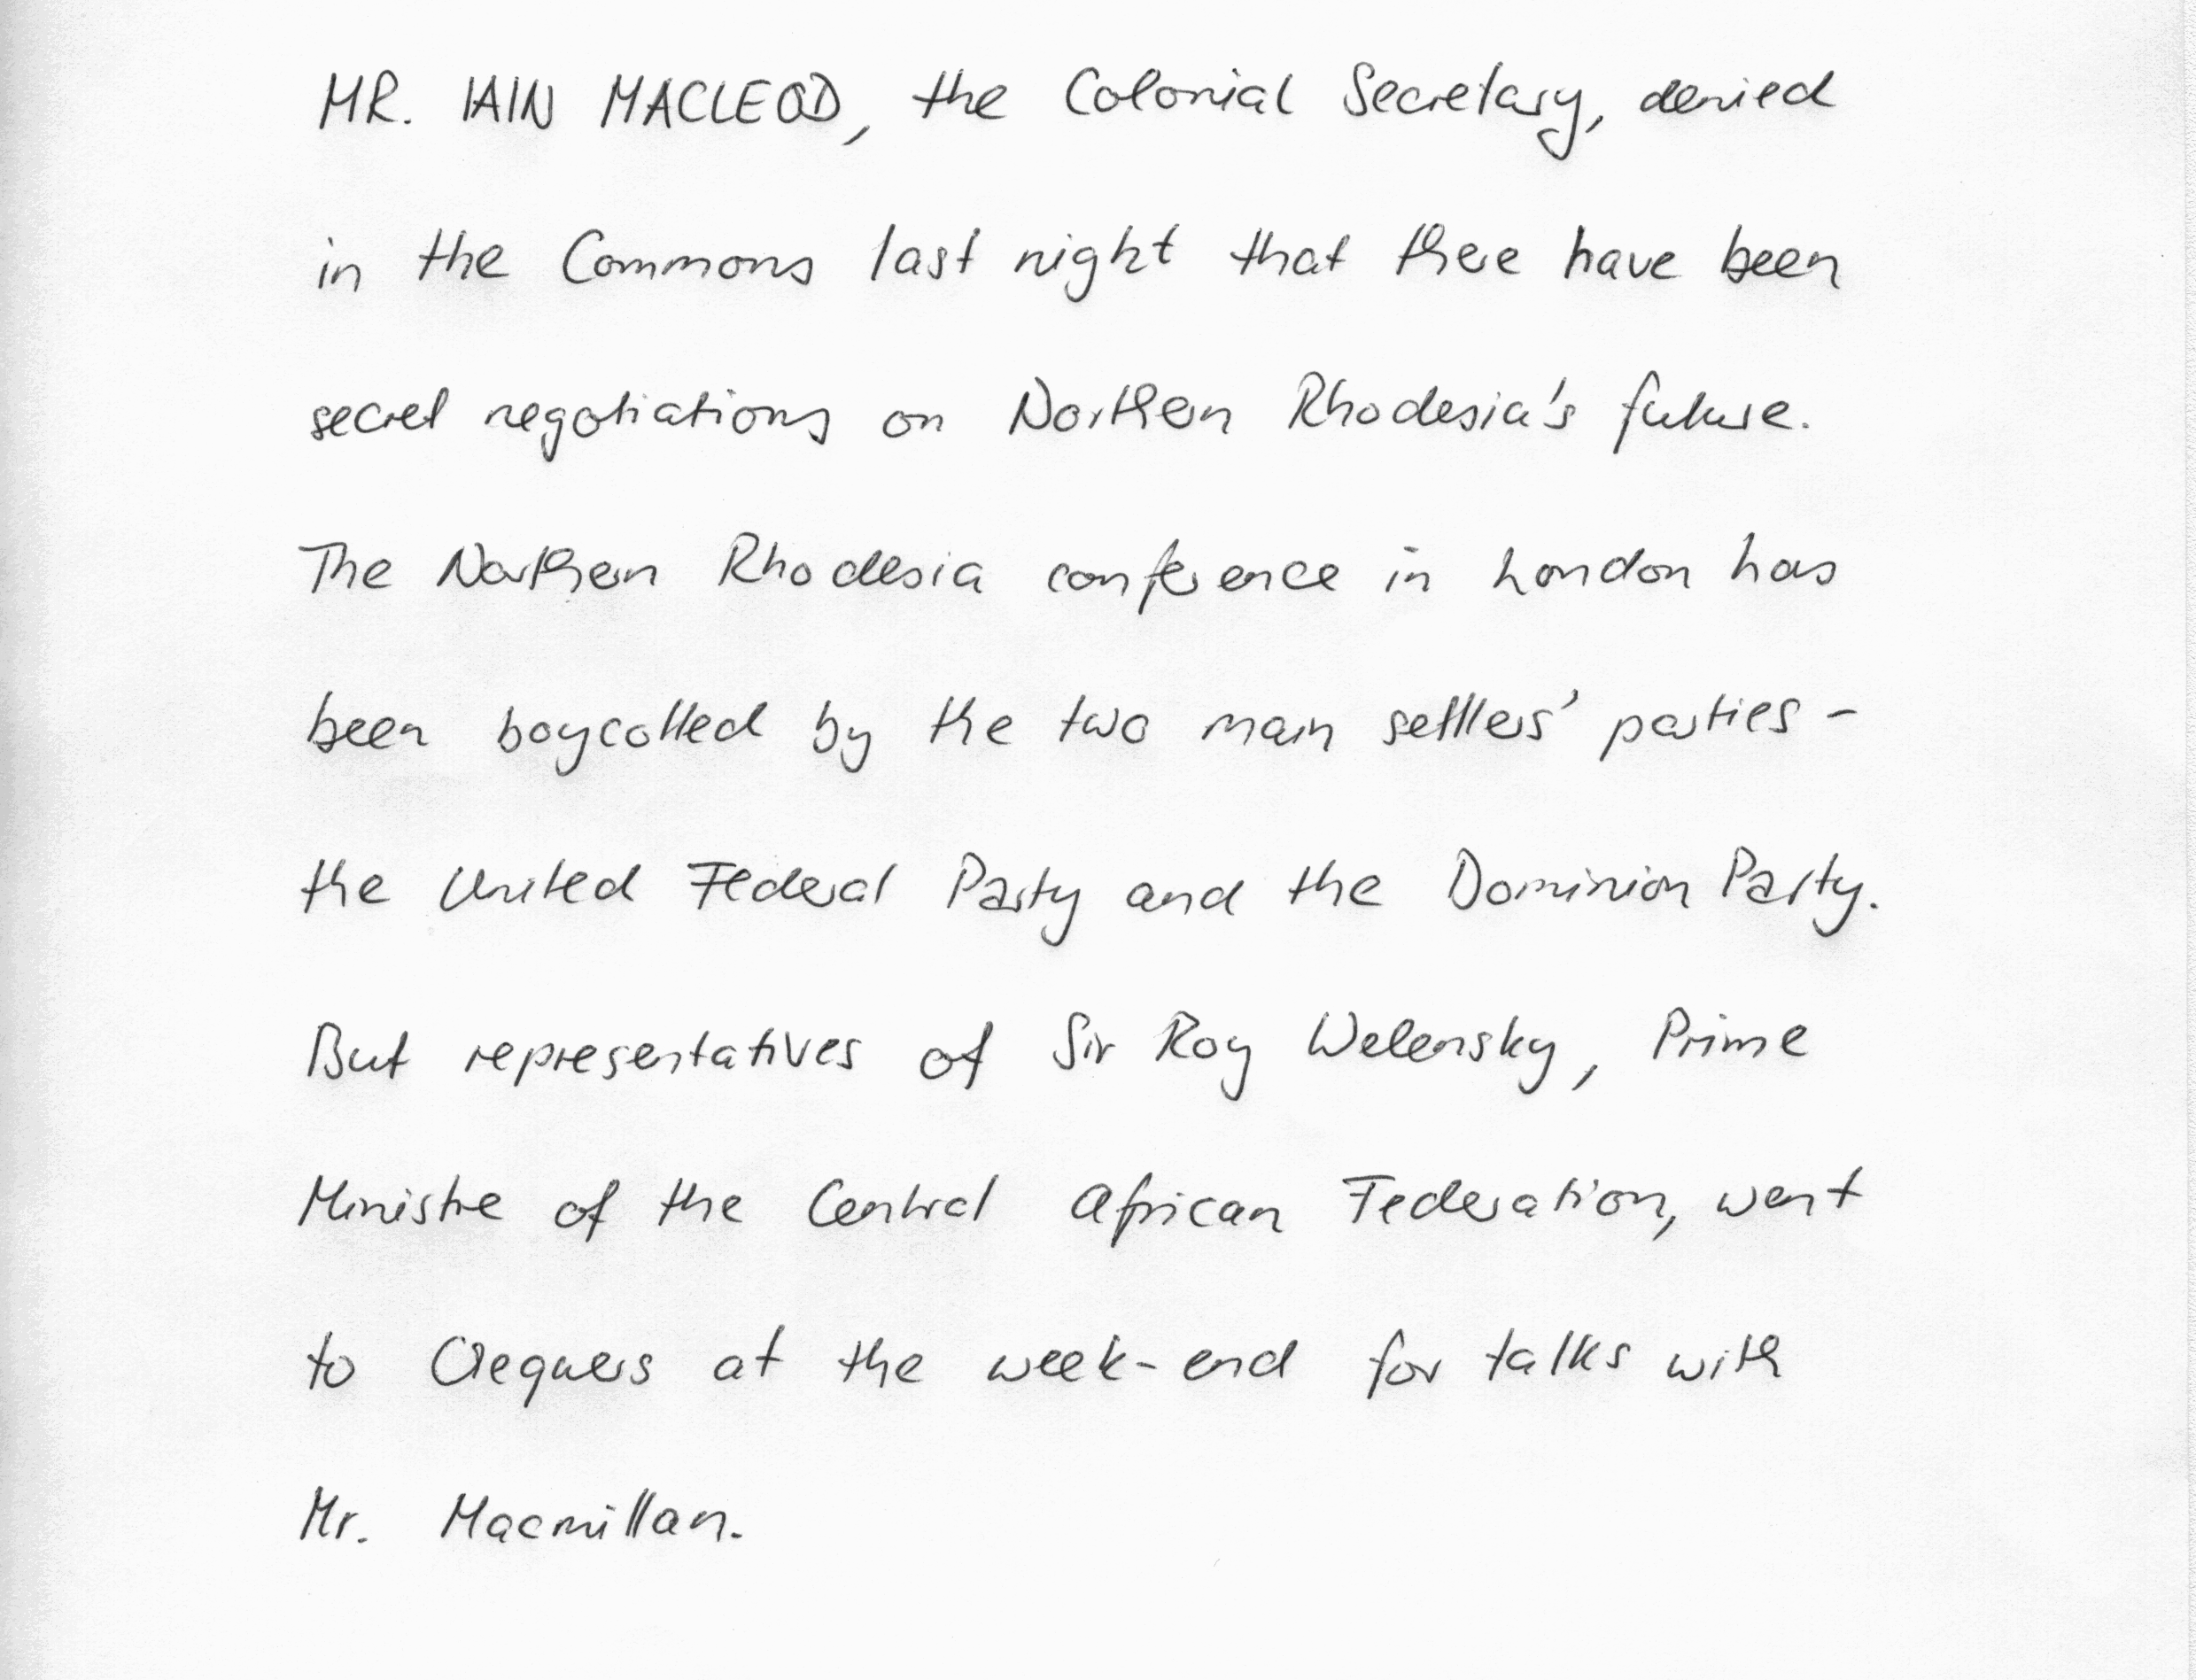 MR. IAIN MACLEOD, the Colonial Secretary, denied
in the Commons last night that there have been
secret negotiations on Northern Rhodesia's future.
The Northern Rhodesia conference in London has
been boycotted by the two main settlers' parties -
the United Federal Party and the Dominion Party.
But representatives of Sir Roy Welensky, Prime
Minister of the Central African Federation, went
to Chequers at the week-end for talks with
Mr. Macmillan.